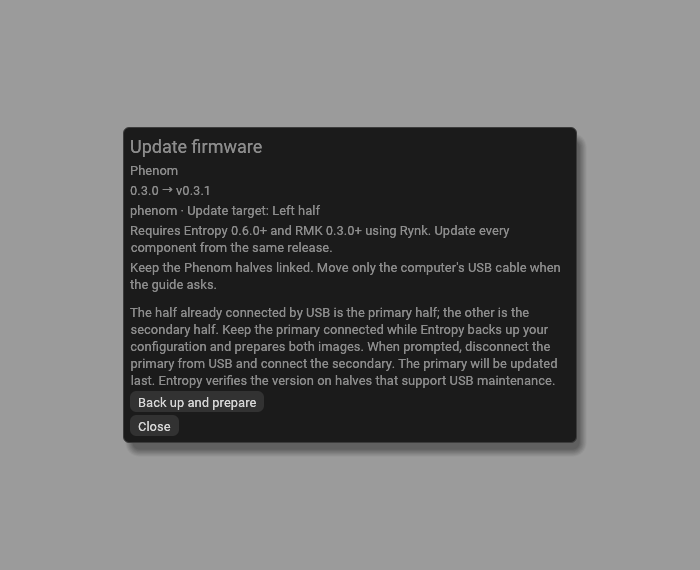 Update firmware
Phenom
0.3.0 → v0.3.1
phenom · Update target: Left half
Requires Entropy 0.6.0+ and RMK 0.3.0+ using Rynk. Update every
component from the same release.
Keep the Phenom halves linked. Move only the computer's USB cable when
the guide asks.
The half already connected by USB is the primary half; the other is the
secondary half. Keep the primary connected while Entropy backs up your
configuration and prepares both images. When prompted, disconnect the
primary from USB and connect the secondary. The primary will be updated
last. Entropy verifies the version on halves that support USB maintenance.
Back up and prepare
Close